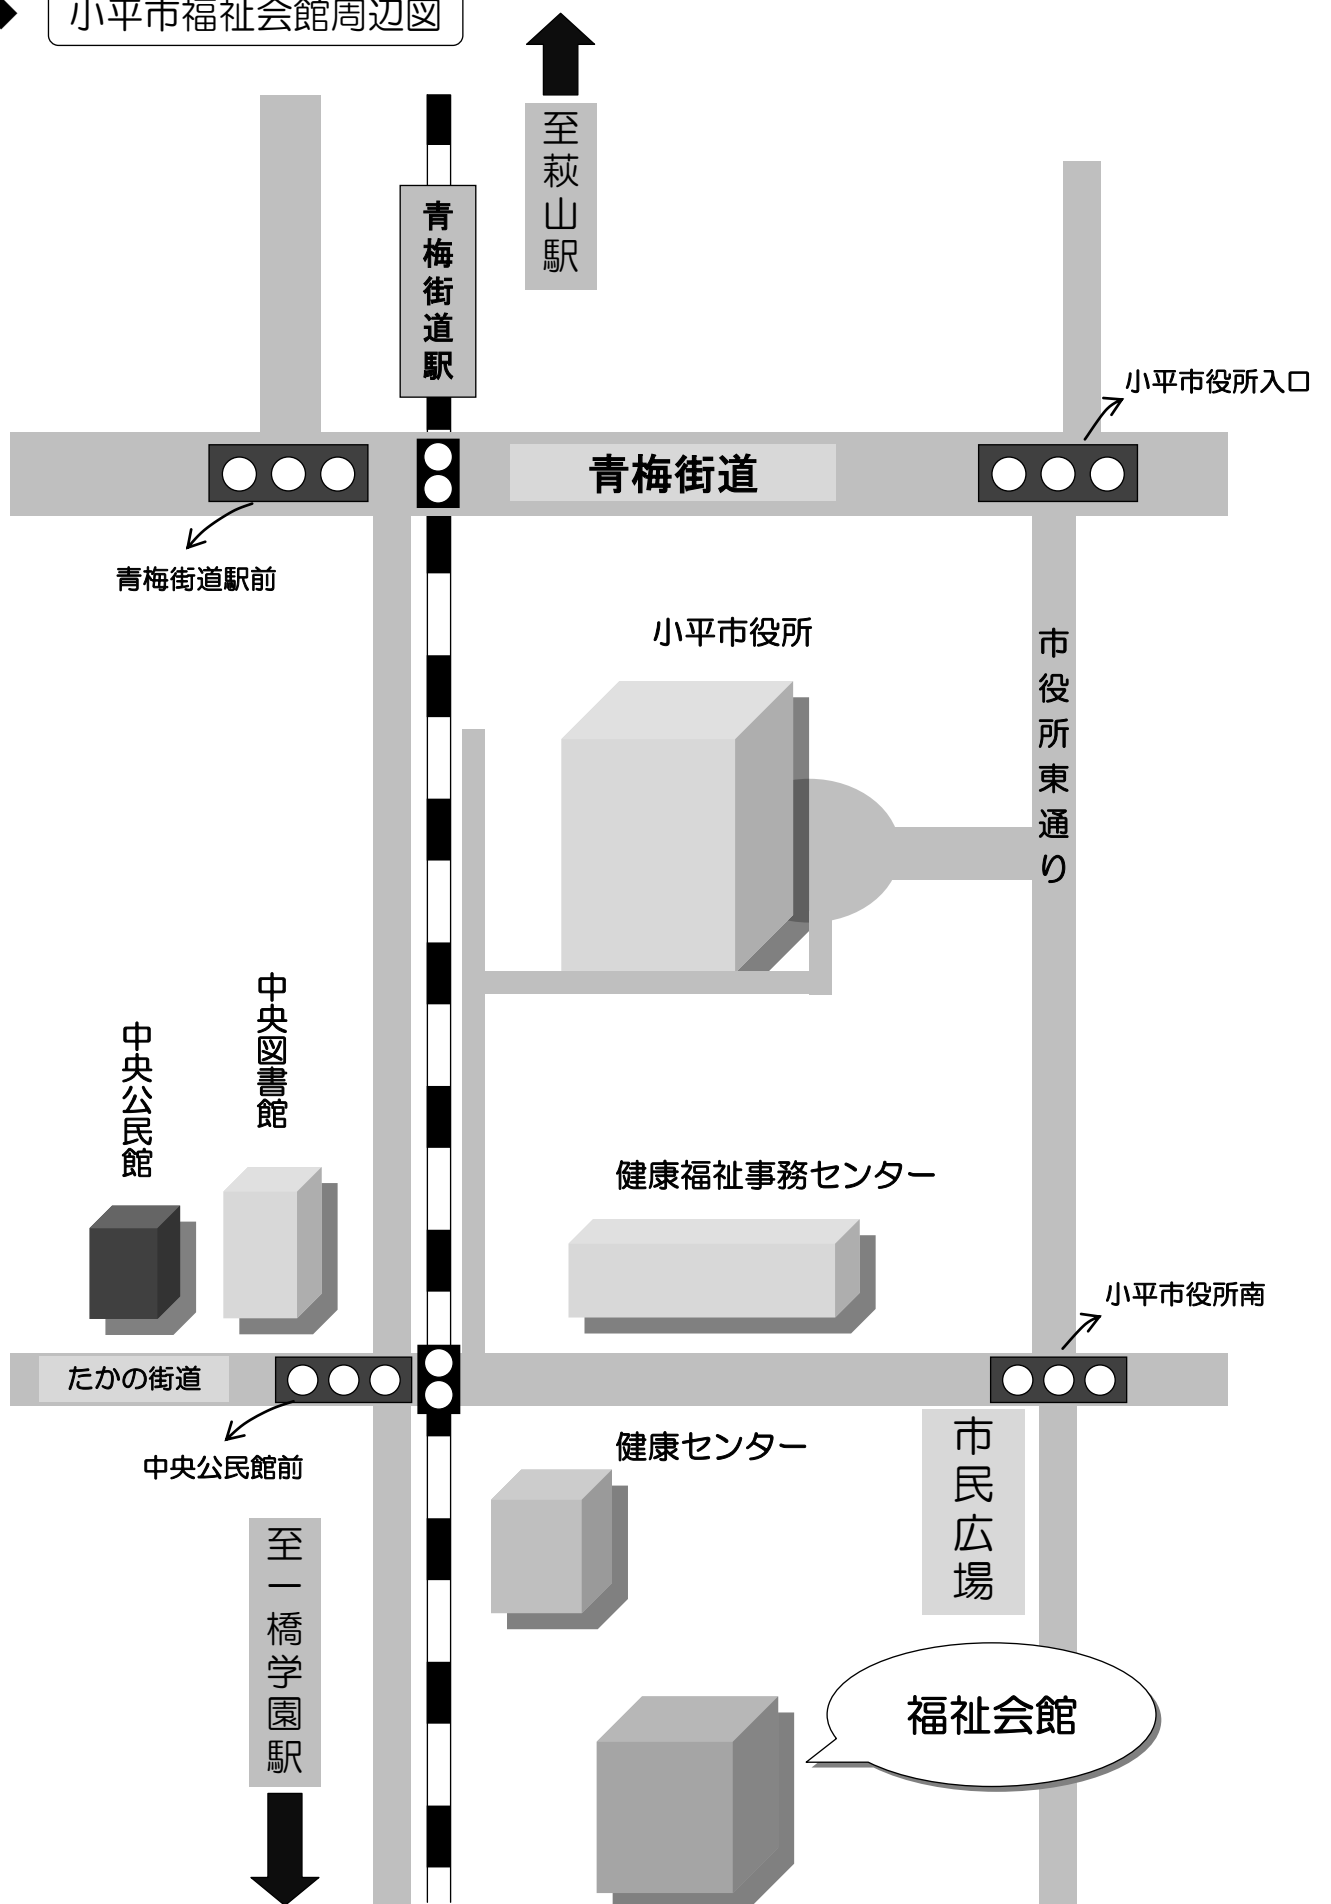 小平市福祉会館周辺図
至萩山駅
青梅街道駅
小平市役所入口
青梅街道
青梅街道駅前
小平市役所
市役所東通り
中央図書館
中央公民館
健康福祉事務センター
小平市役所南
たかの街道
中央公民館前
健康センター
市民広場
至一橋学園駅
福祉会館